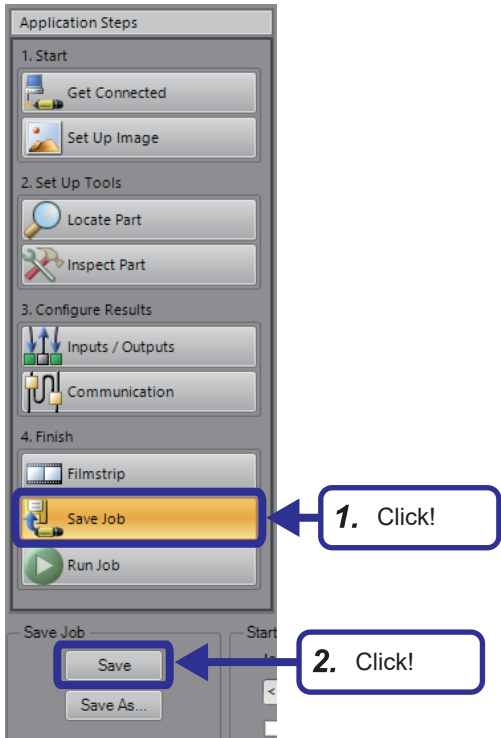 Application Steps
1. Start
Get Connected
Set Up Image
2. Set Up Tools
Locate Part
Inspect Part
3. Configure Results
Inputs / Outputs
Communication
4. Finish
Filmstrip
Save Job
1. Click!
Run Job
Save Job
Start
Save
2. Click!
<
Save As...